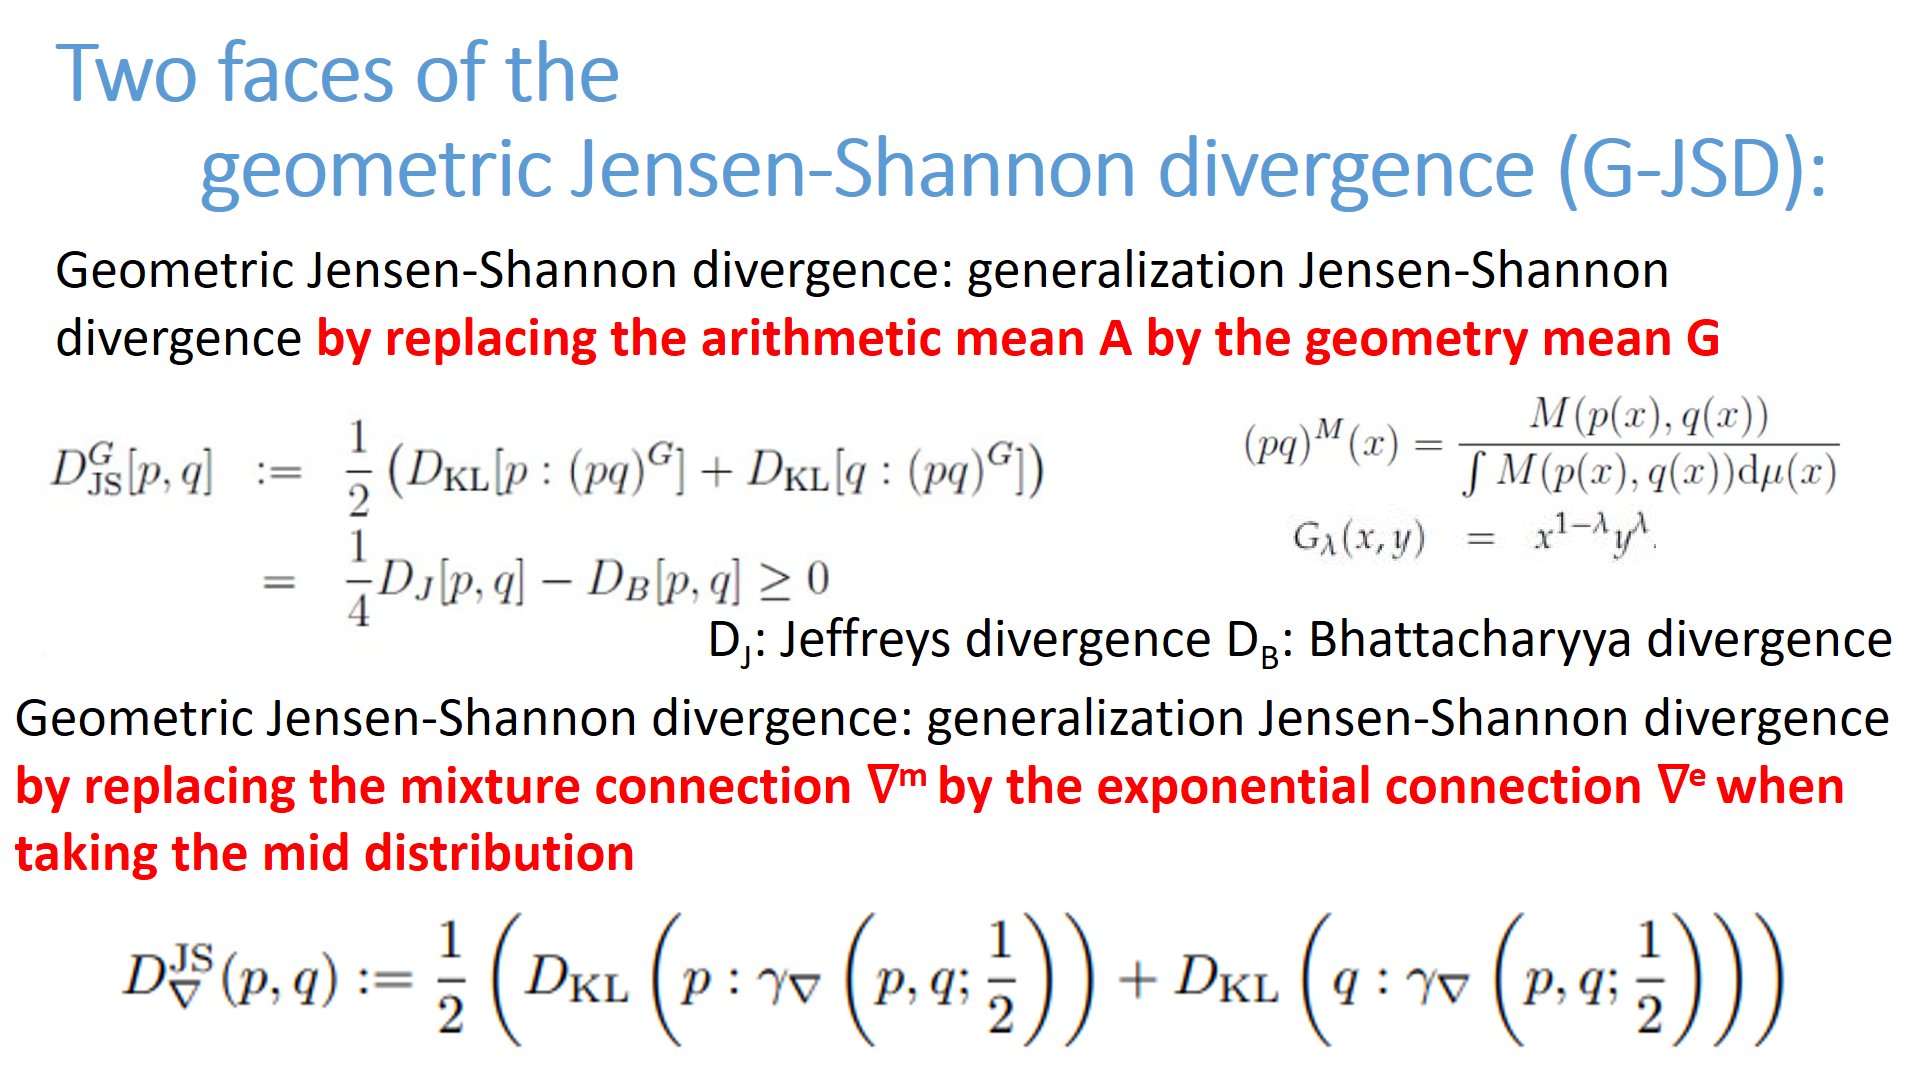 Two faces of the
geometric Jensen-Shannon divergence (G-JSD):
Geometric Jensen-Shannon divergence: generalization Jensen-Shannon
divergence by replacing the arithmetic mean A by the geometry mean G
$D_{\mathrm{JS}}^{G}[p,q] := \frac{1}{2}\left(D_{\mathrm{KL}}[p:(pq)^{G}] + D_{\mathrm{KL}}[q:(pq)^{G}]\right)$
$= \frac{1}{4}D_{J}[p,q] - D_{B}[p,q] \geq 0$
$(pq)^{M}(x) = \frac{M(p(x),q(x))}{\int M(p(x),q(x))\mathrm{d}\mu(x)}$
$G_{\lambda}(x,y) = x^{1-\lambda}y^{\lambda}.$
D_J: Jeffreys divergence D_B: Bhattacharyya divergence
Geometric Jensen-Shannon divergence: generalization Jensen-Shannon divergence
by replacing the mixture connection ∇ᵐ by the exponential connection ∇ᵉ when
taking the mid distribution
$D_{\nabla}^{\mathrm{JS}}(p,q) := \frac{1}{2}\left(D_{\mathrm{KL}}\left(p:\gamma_{\nabla}\left(p,q;\frac{1}{2}\right)\right) + D_{\mathrm{KL}}\left(q:\gamma_{\nabla}\left(p,q;\frac{1}{2}\right)\right)\right)$